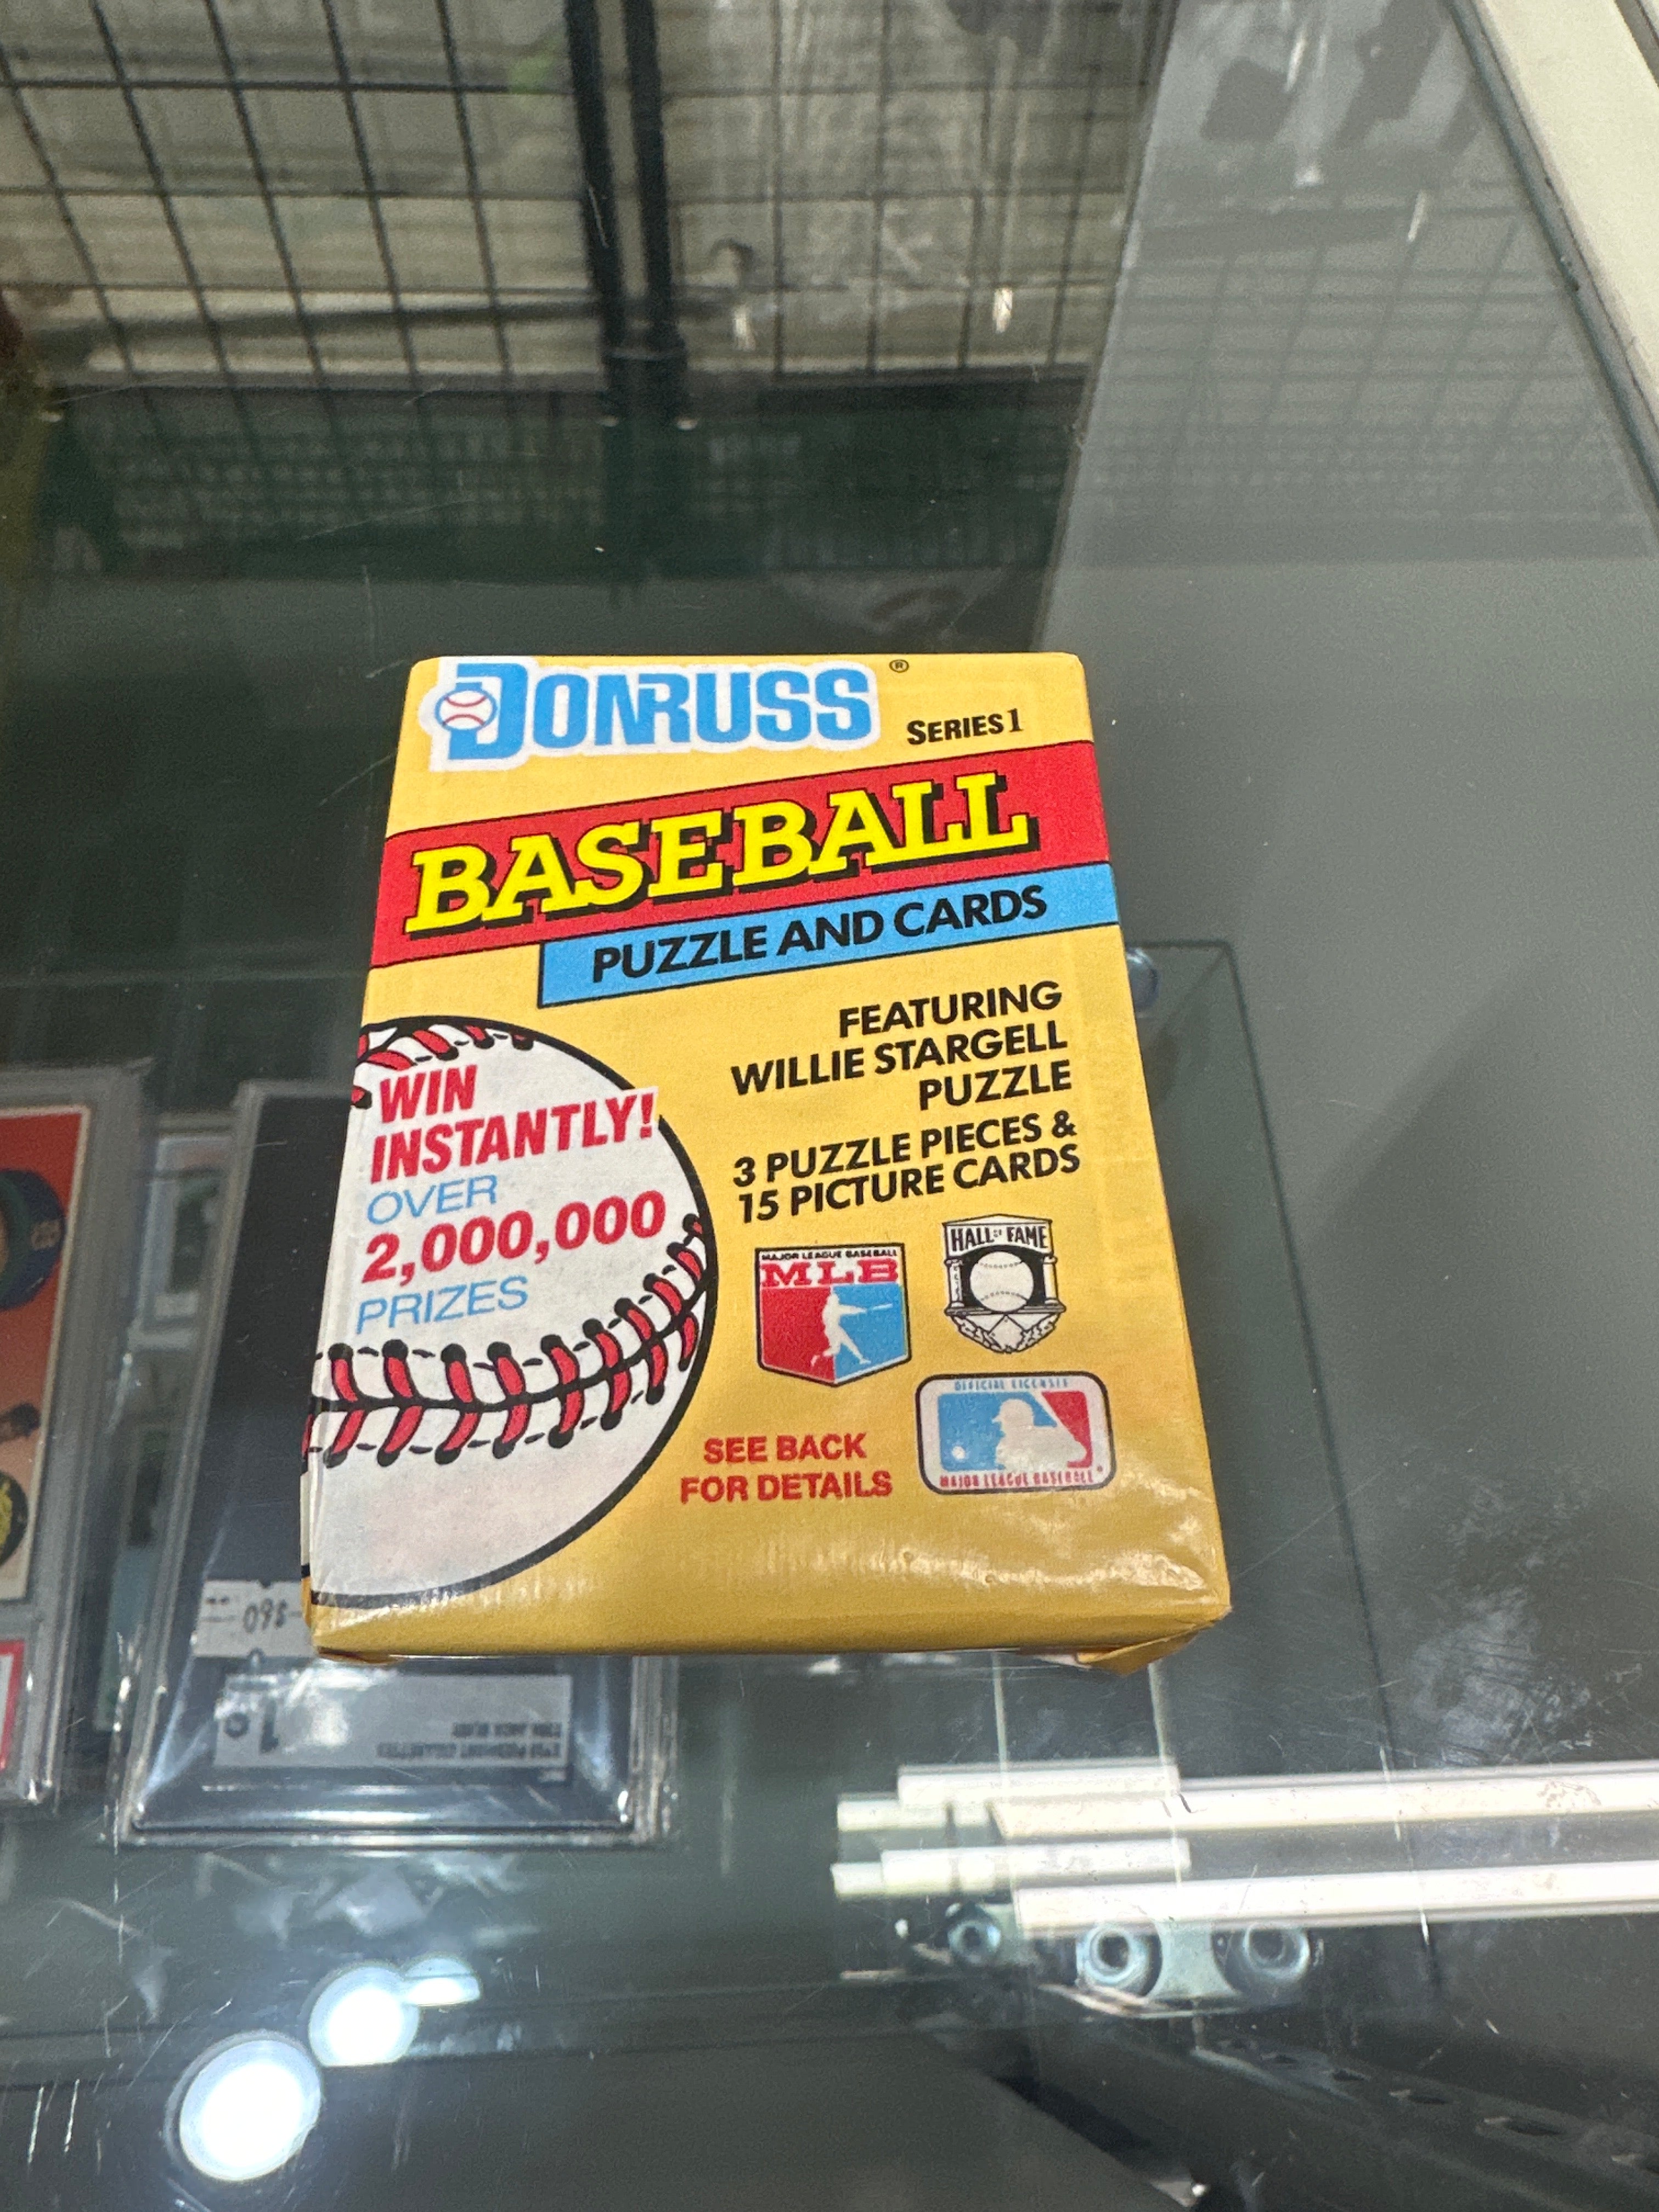 DONRUSS®
SERIES 1
BASEBALL
PUZZLE AND CARDS
FEATURING
WILLIE STARGELL
PUZZLE
3 PUZZLE PIECES &
15 PICTURE CARDS
WIN
INSTANTLY!
OVER
2,000,000
PRIZES
MAJOR LEAGUE BASEBALL
MLB
HALL OF FAME
OFFICIAL LICENSEE
MAJOR LEAGUE BASEBALL
SEE BACK
FOR DETAILS